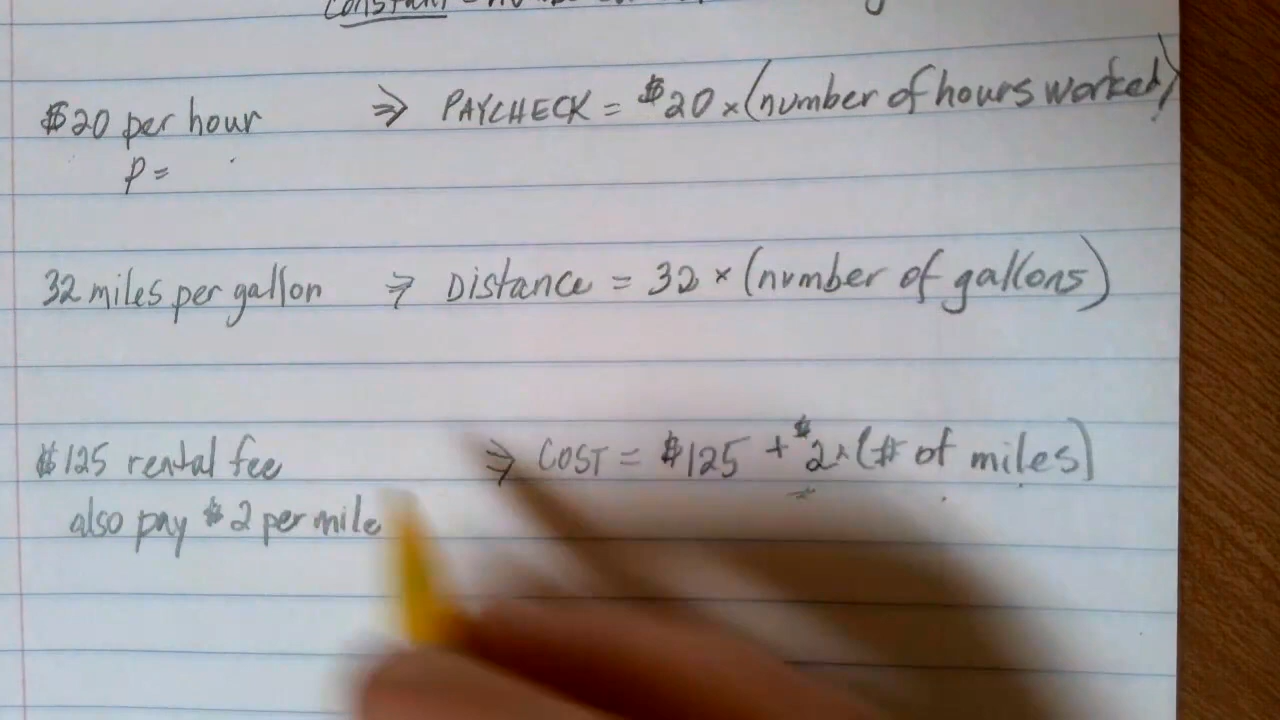 constant
$20 per hour ⇒ PAYCHECK = $20 × (number of hours worked)
P =
32 miles per gallon ⇒ Distance = 32 × (number of gallons)
$125 rental fee ⇒ COST = $125 + $2 × (# of miles)
also pay $2 per mile